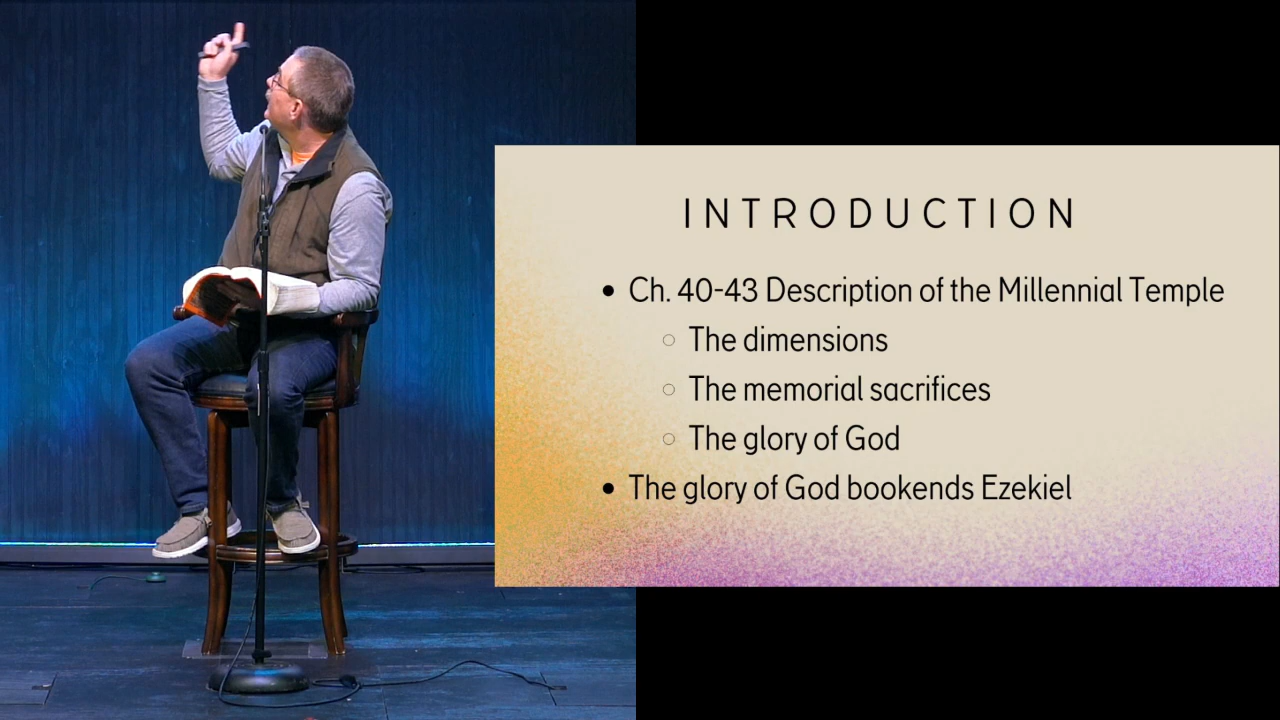 INTRODUCTION
• Ch. 40-43 Description of the Millennial Temple
○ The dimensions
○ The memorial sacrifices
○ The glory of God
• The glory of God bookends Ezekiel